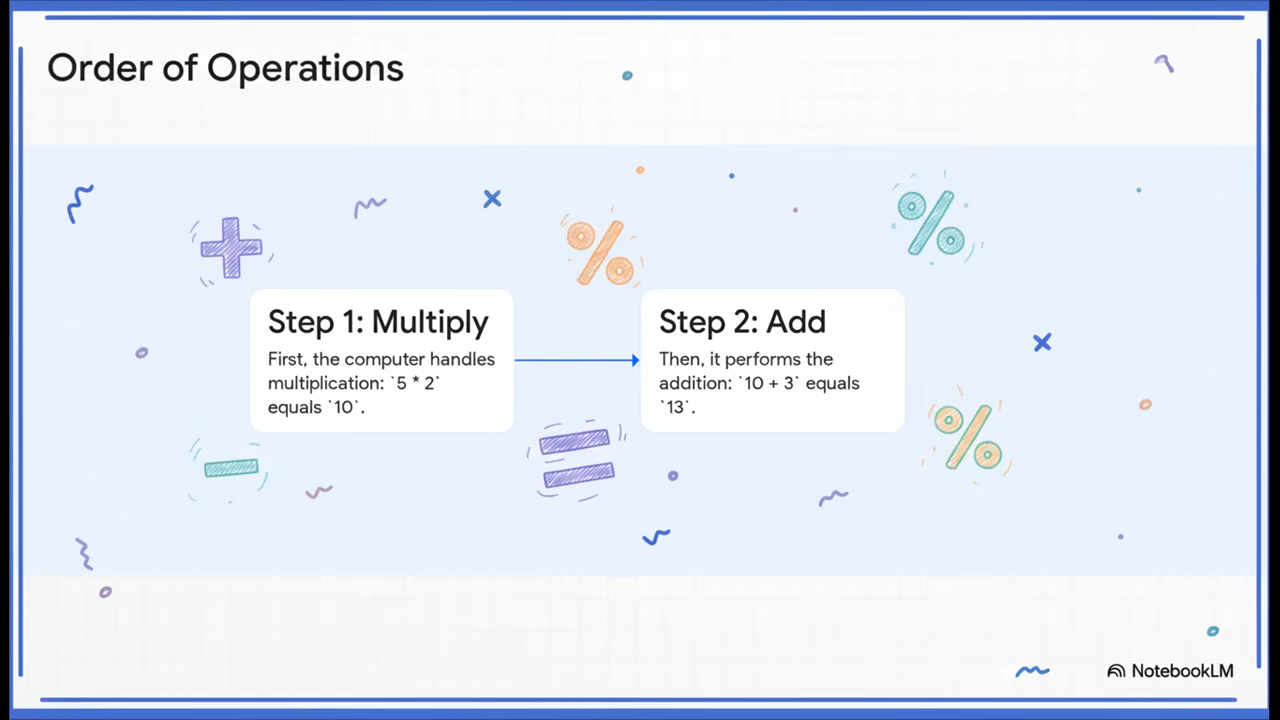 Order of Operations
Step 1: Multiply
First, the computer handles
multiplication: `5 * 2`
equals `10`.
Step 2: Add
Then, it performs the
addition: `10 + 3` equals
`13`.
NotebookLM